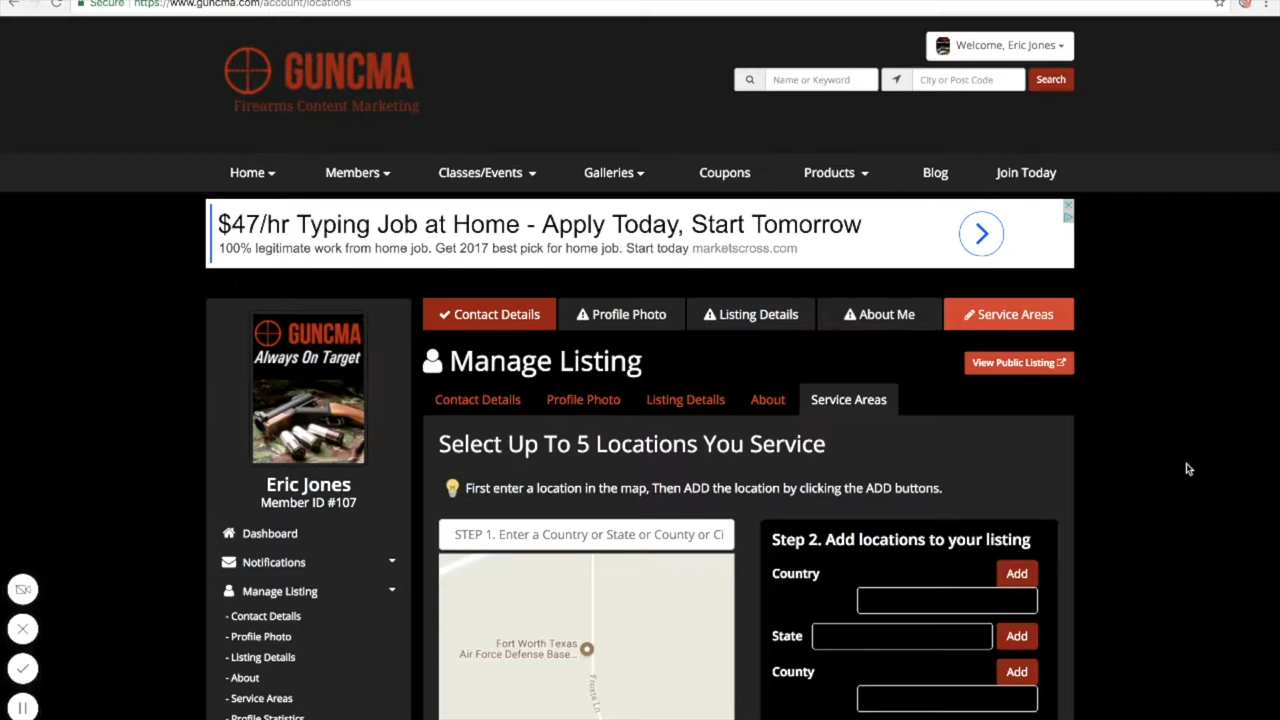 Secure https://www.guncma.com/account/locations
GUNCMA
Firearms Content Marketing
Welcome, Eric Jones
Name or Keyword
City or Post Code
Search
Home
Members
Classes/Events
Galleries
Coupons
Products
Blog
Join Today
$47/hr Typing Job at Home - Apply Today, Start Tomorrow
100% legitimate work from home job. Get 2017 best pick for home job. Start today marketscross.com
GUNCMA
Always On Target
Eric Jones
Member ID #107
Dashboard
Notifications
Manage Listing
- Contact Details
- Profile Photo
- Listing Details
- About
- Service Areas
- Profile Statistics
Contact Details
Profile Photo
Listing Details
About Me
Service Areas
Manage Listing
View Public Listing
Contact Details
Profile Photo
Listing Details
About
Service Areas
Select Up To 5 Locations You Service
First enter a location in the map, Then ADD the location by clicking the ADD buttons.
STEP 1. Enter a Country or State or County or Ci
Fort Worth Texas
Air Force Defense Base...
Froste Ln
Step 2. Add locations to your listing
Country
Add
State
Add
County
Add